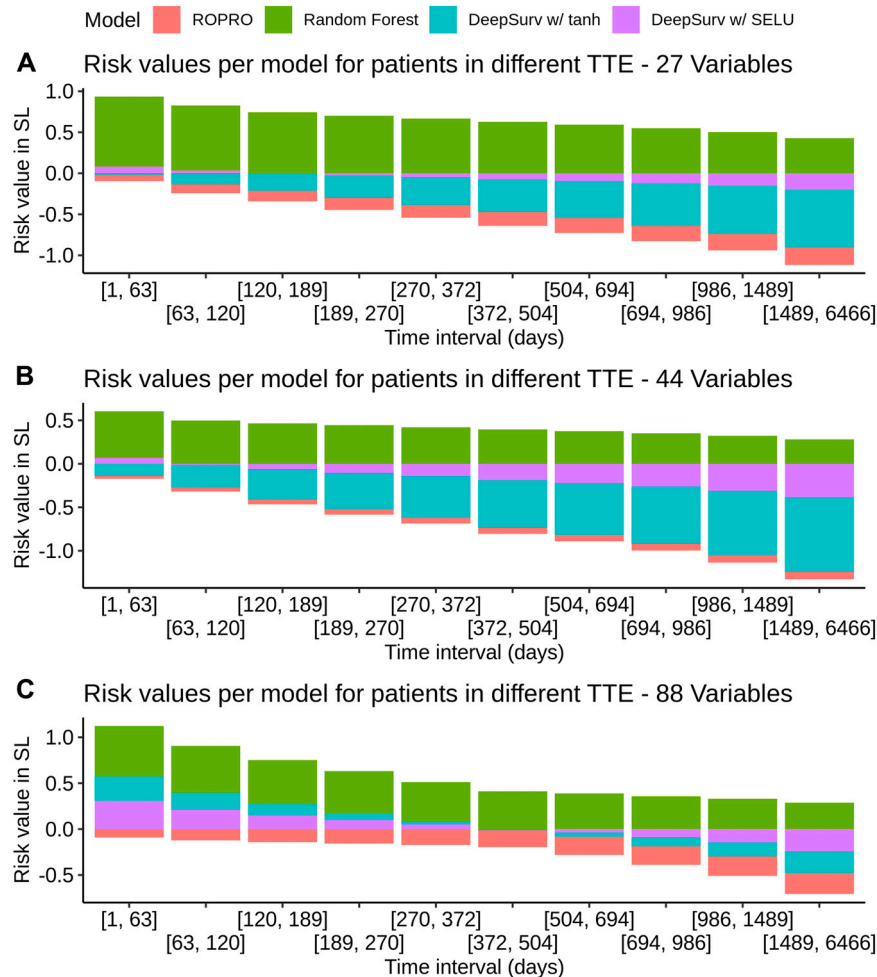 Model ROPRO Random Forest DeepSurv w/ tanh DeepSurv w/ SELU
A Risk values per model for patients in different TTE - 27 Variables
Risk value in SL
1.0
0.5
0.0
-0.5
-1.0
[1, 63] [120, 189] [270, 372] [504, 694] [986, 1489]
[63, 120] [189, 270] [372, 504] [694, 986] [1489, 6466]
Time interval (days)
B Risk values per model for patients in different TTE - 44 Variables
Risk value in SL
0.5
0.0
-0.5
-1.0
[1, 63] [120, 189] [270, 372] [504, 694] [986, 1489]
[63, 120] [189, 270] [372, 504] [694, 986] [1489, 6466]
Time interval (days)
C Risk values per model for patients in different TTE - 88 Variables
Risk value in SL
1.0
0.5
0.0
-0.5
[1, 63] [120, 189] [270, 372] [504, 694] [986, 1489]
[63, 120] [189, 270] [372, 504] [694, 986] [1489, 6466]
Time interval (days)